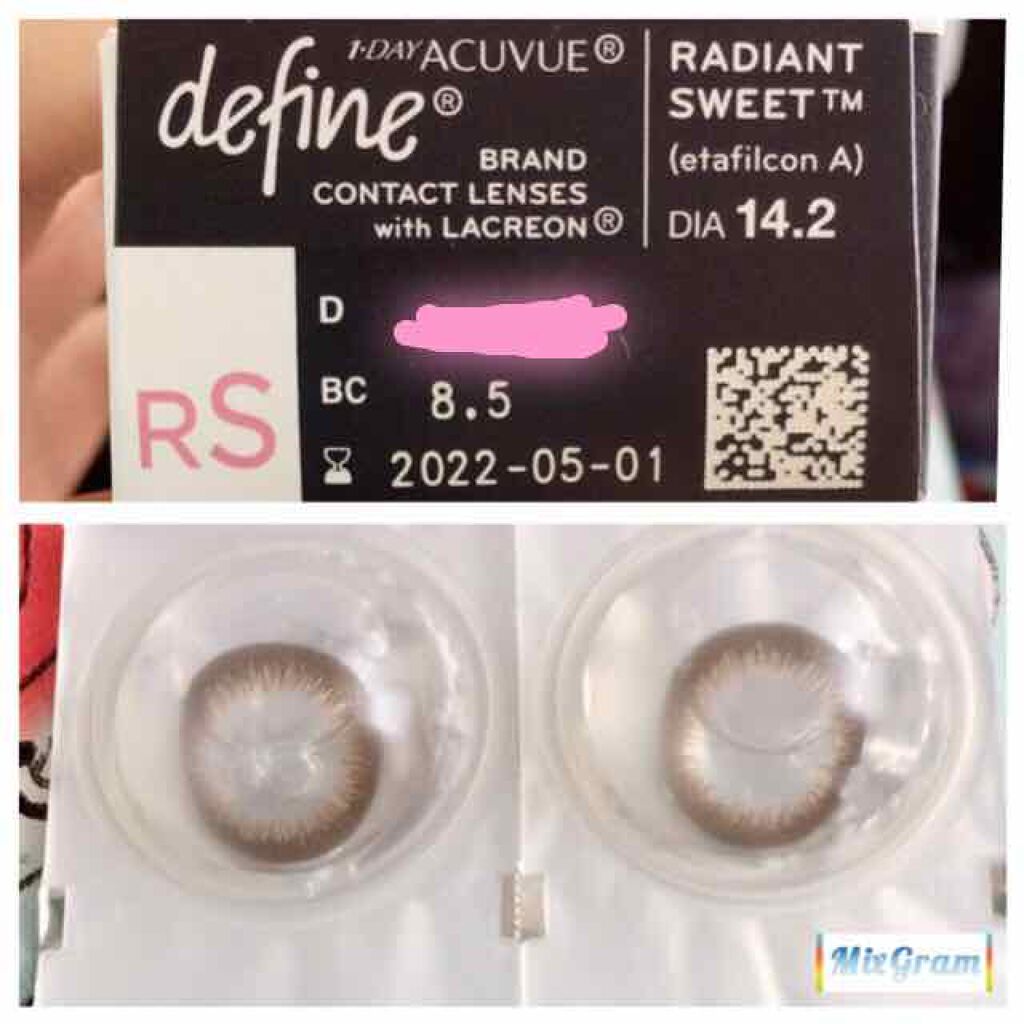 1·DAY ACUVUE®
define®
BRAND
CONTACT LENSES
with LACREON®
RADIANT
SWEET™
(etafilcon A)
DIA 14.2
RS
D
BC 8.5
2022-05-01
MixGram